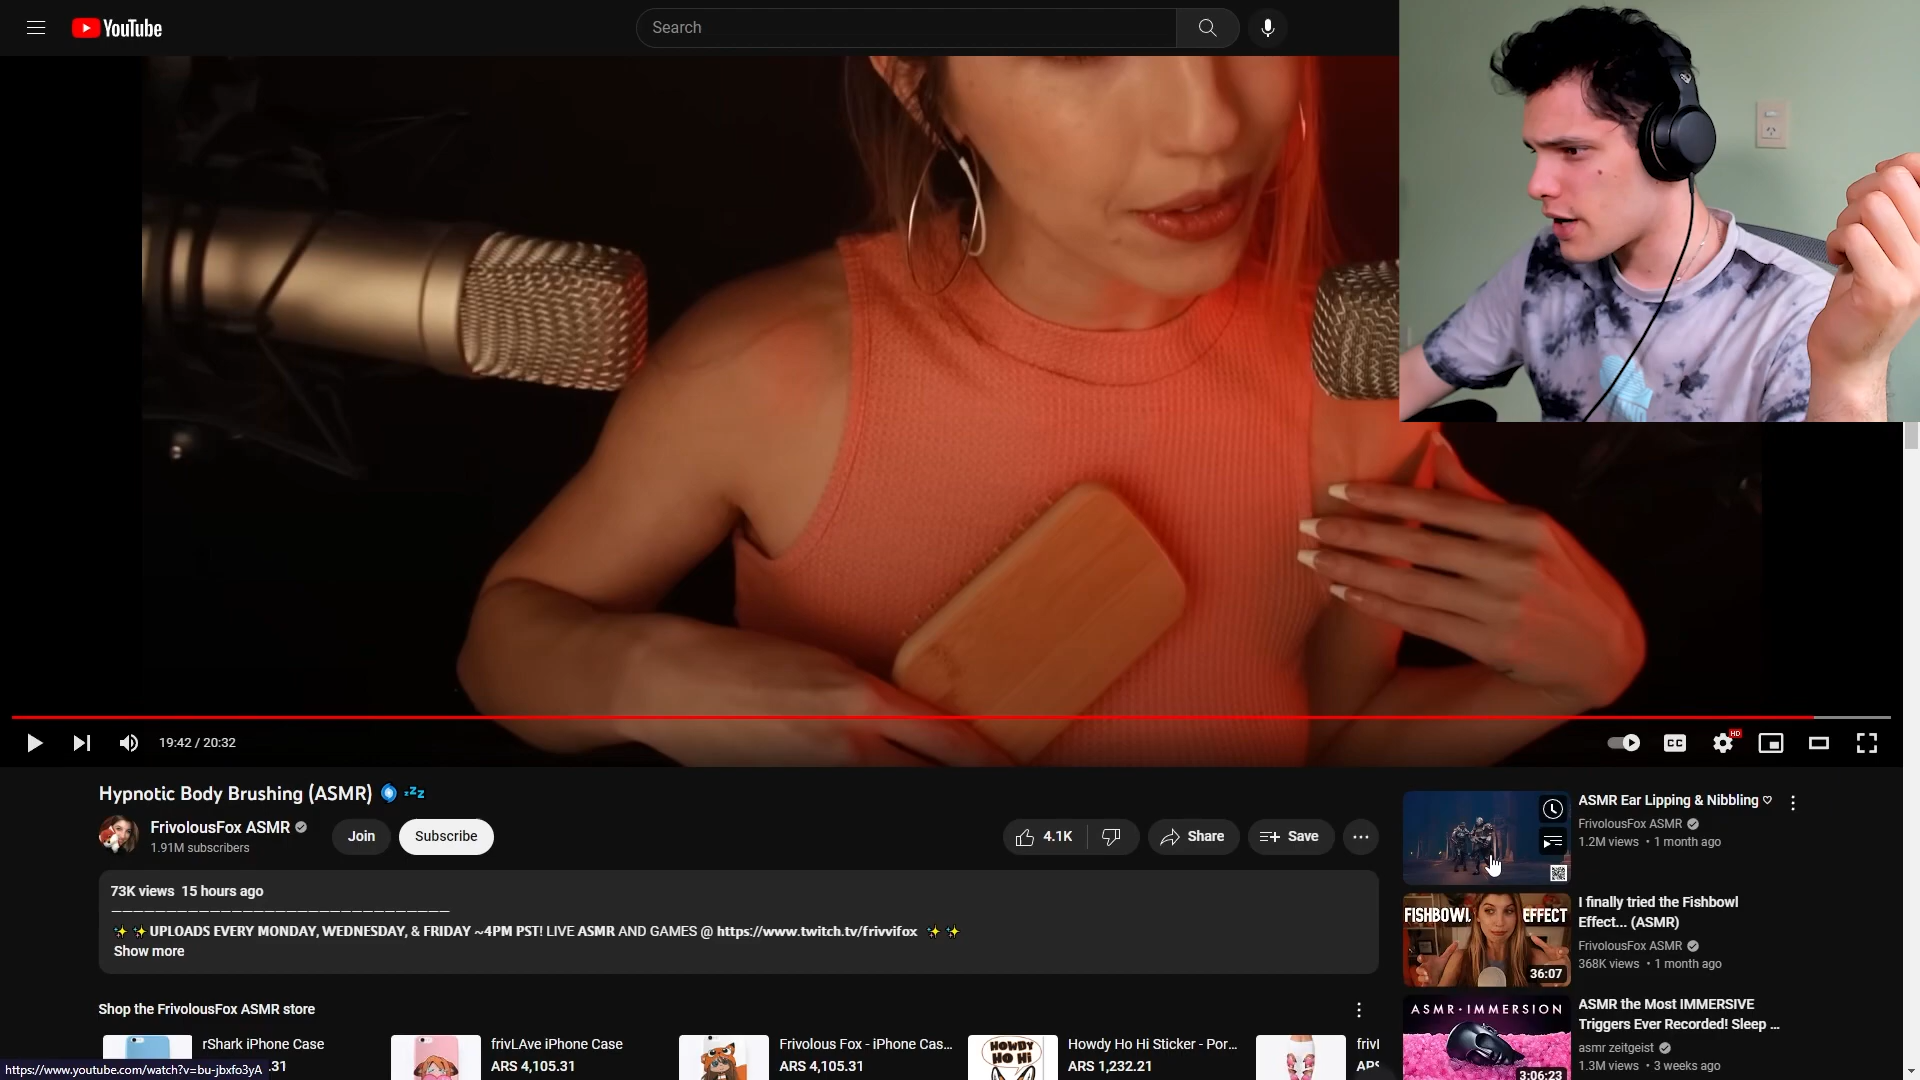 YouTube
Search
19:42 / 20:32
CC
HD
Hypnotic Body Brushing (ASMR)
FrivolousFox ASMR
1.91M subscribers
Join
Subscribe
4.1K
Share
Save
73K views 15 hours ago
UPLOADS EVERY MONDAY, WEDNESDAY, & FRIDAY ~4PM PST! LIVE ASMR AND GAMES @ https://www.twitch.tv/frivvifox
Show more
Shop the FrivolousFox ASMR store
rShark iPhone Case
.31
frivLAve iPhone Case
ARS 4,105.31
Frivolous Fox - iPhone Cas...
ARS 4,105.31
HOWDY
HO HI
Howdy Ho Hi Sticker - Por...
ARS 1,232.21
frivl
ARS
https://www.youtube.com/watch?v=bu-jbxfo3yA
ASMR Ear Lipping & Nibbling ♡
FrivolousFox ASMR
1.2M views • 1 month ago
FISHBOWL EFFECT
36:07
I finally tried the Fishbowl
Effect... (ASMR)
FrivolousFox ASMR
368K views • 1 month ago
ASMR · IMMERSION
3:06:23
ASMR the Most IMMERSIVE
Triggers Ever Recorded! Sleep ...
asmr zeitgeist
1.3M views • 3 weeks ago